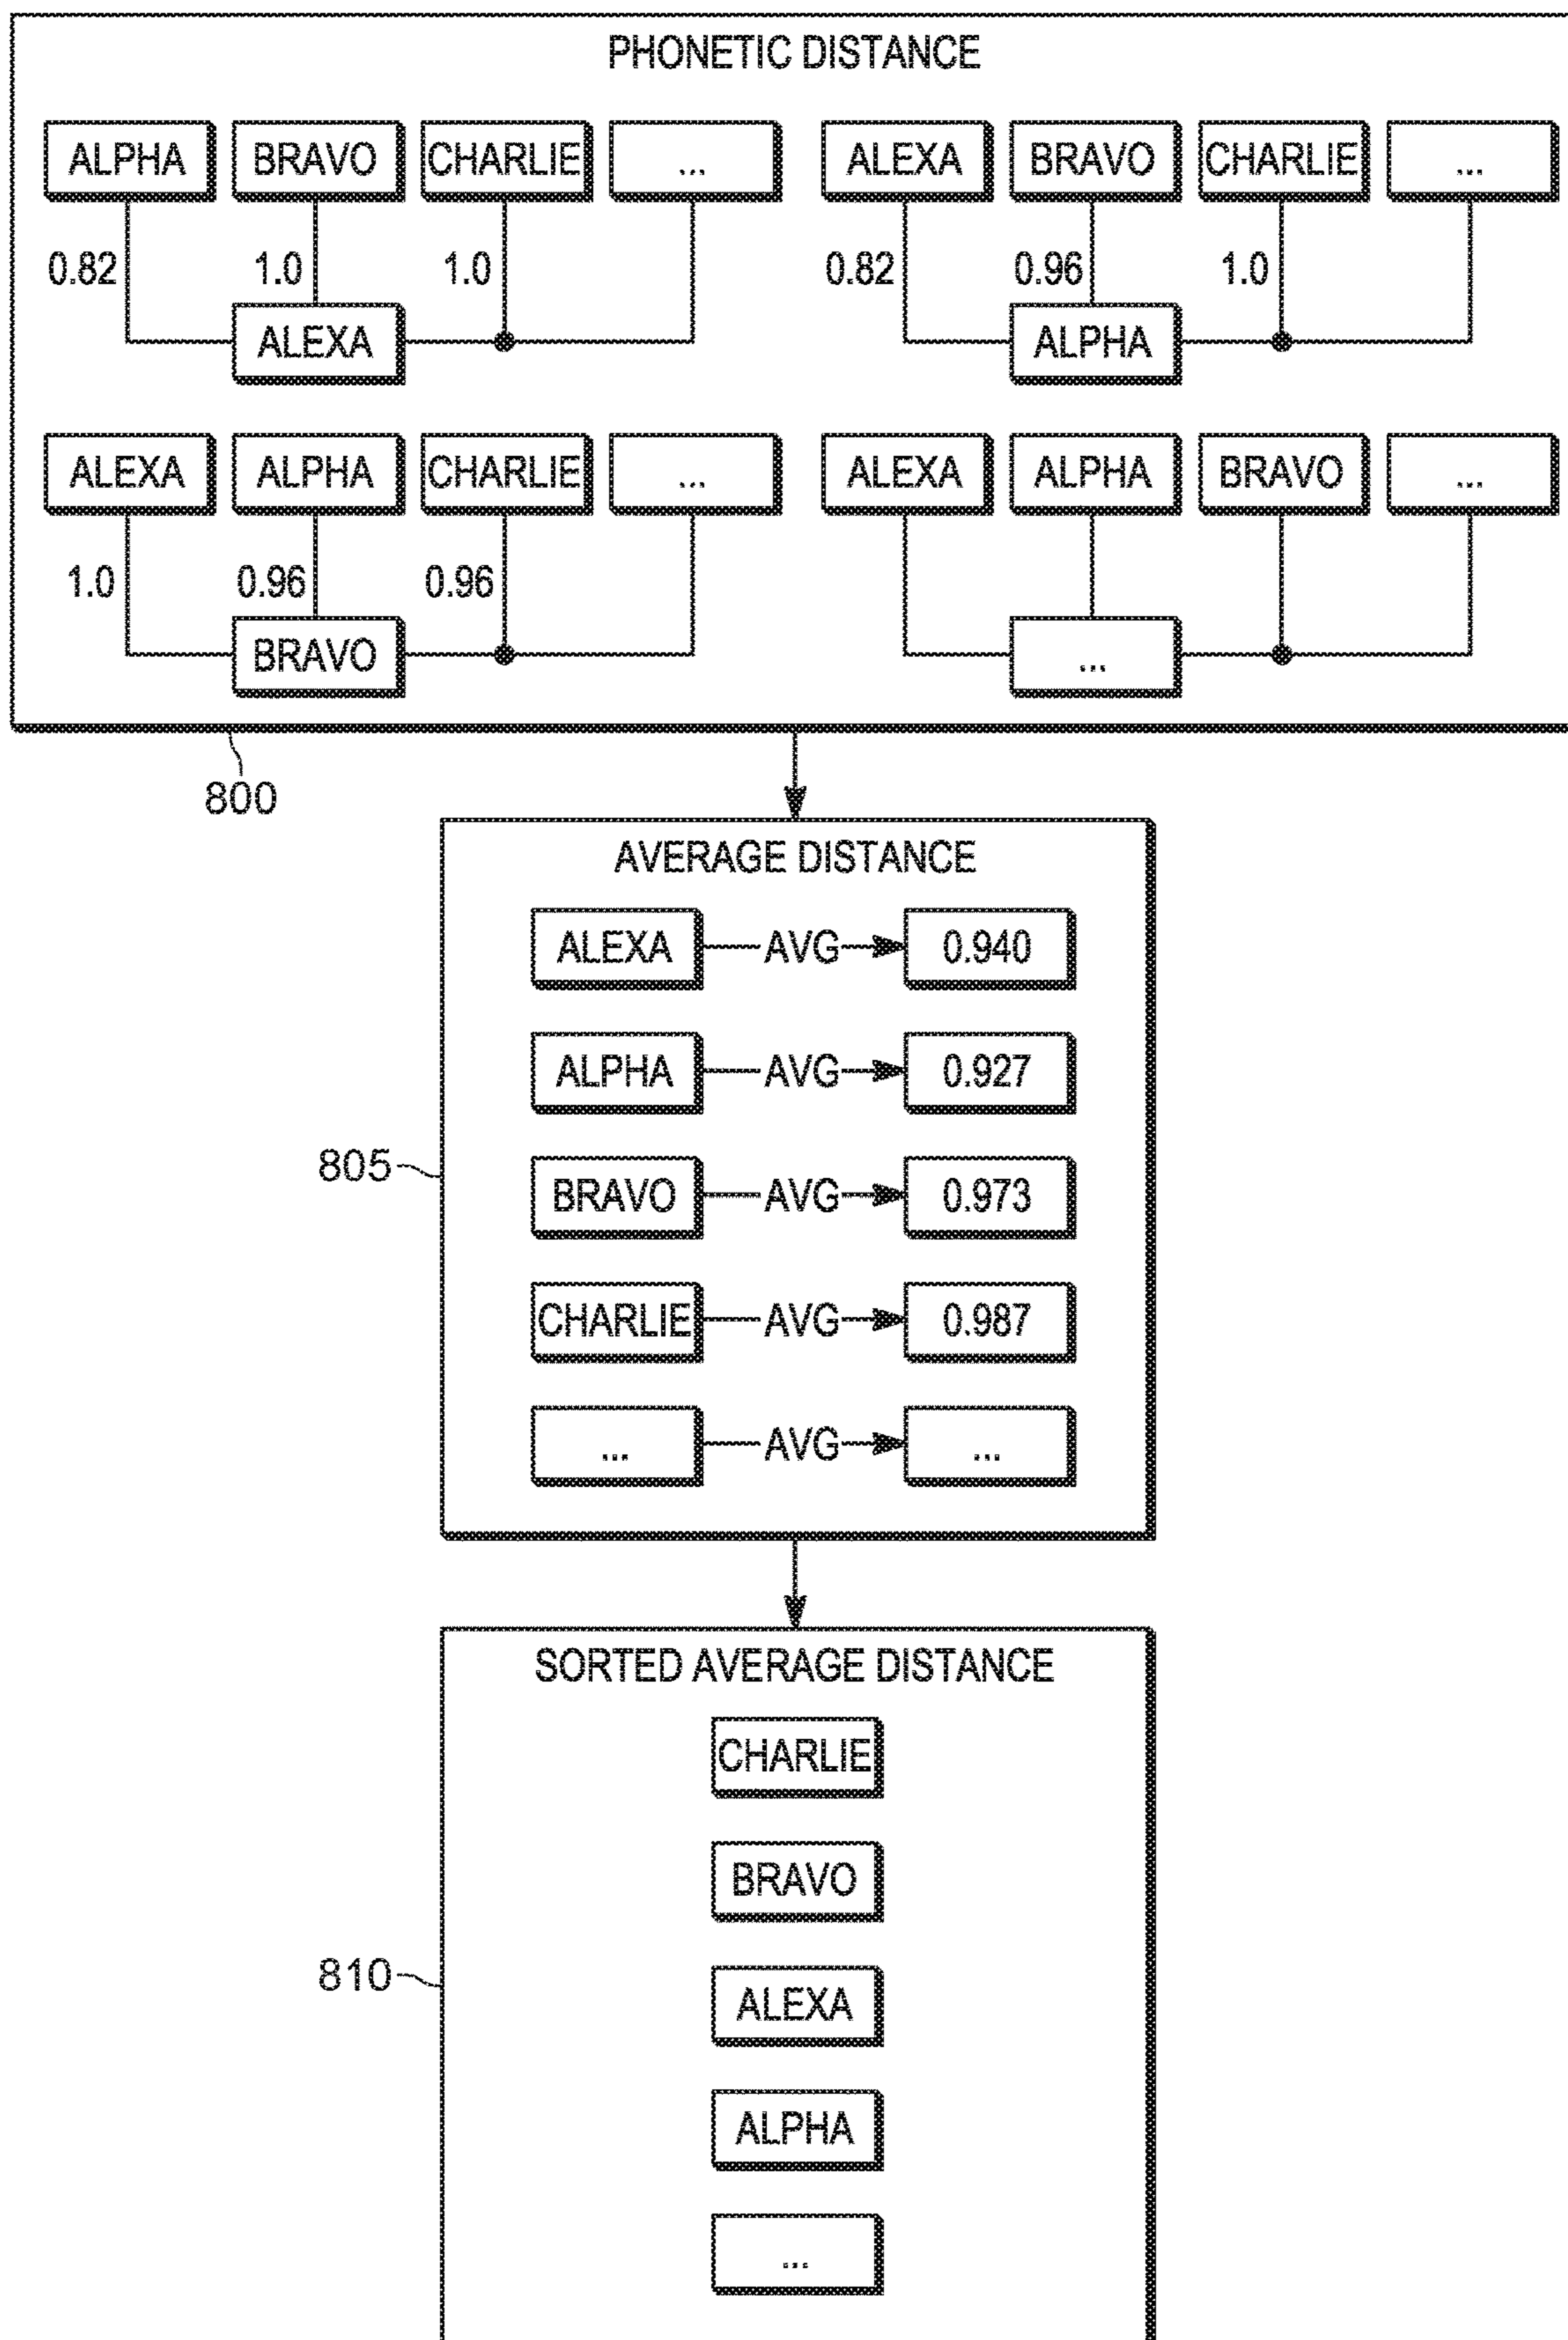 PHONETIC DISTANCE
ALPHA BRAVO CHARLIE ... ALEXA BRAVO CHARLIE ...
0.82 1.0 1.0 0.82 0.96 1.0
ALEXA ALPHA
ALEXA ALPHA CHARLIE ... ALEXA ALPHA BRAVO ...
1.0 0.96 0.96
BRAVO ...
800
AVERAGE DISTANCE
ALEXA AVG 0.940
ALPHA AVG 0.927
805 BRAVO AVG 0.973
CHARLIE AVG 0.987
... AVG ...
SORTED AVERAGE DISTANCE
CHARLIE
BRAVO
810 ALEXA
ALPHA
...